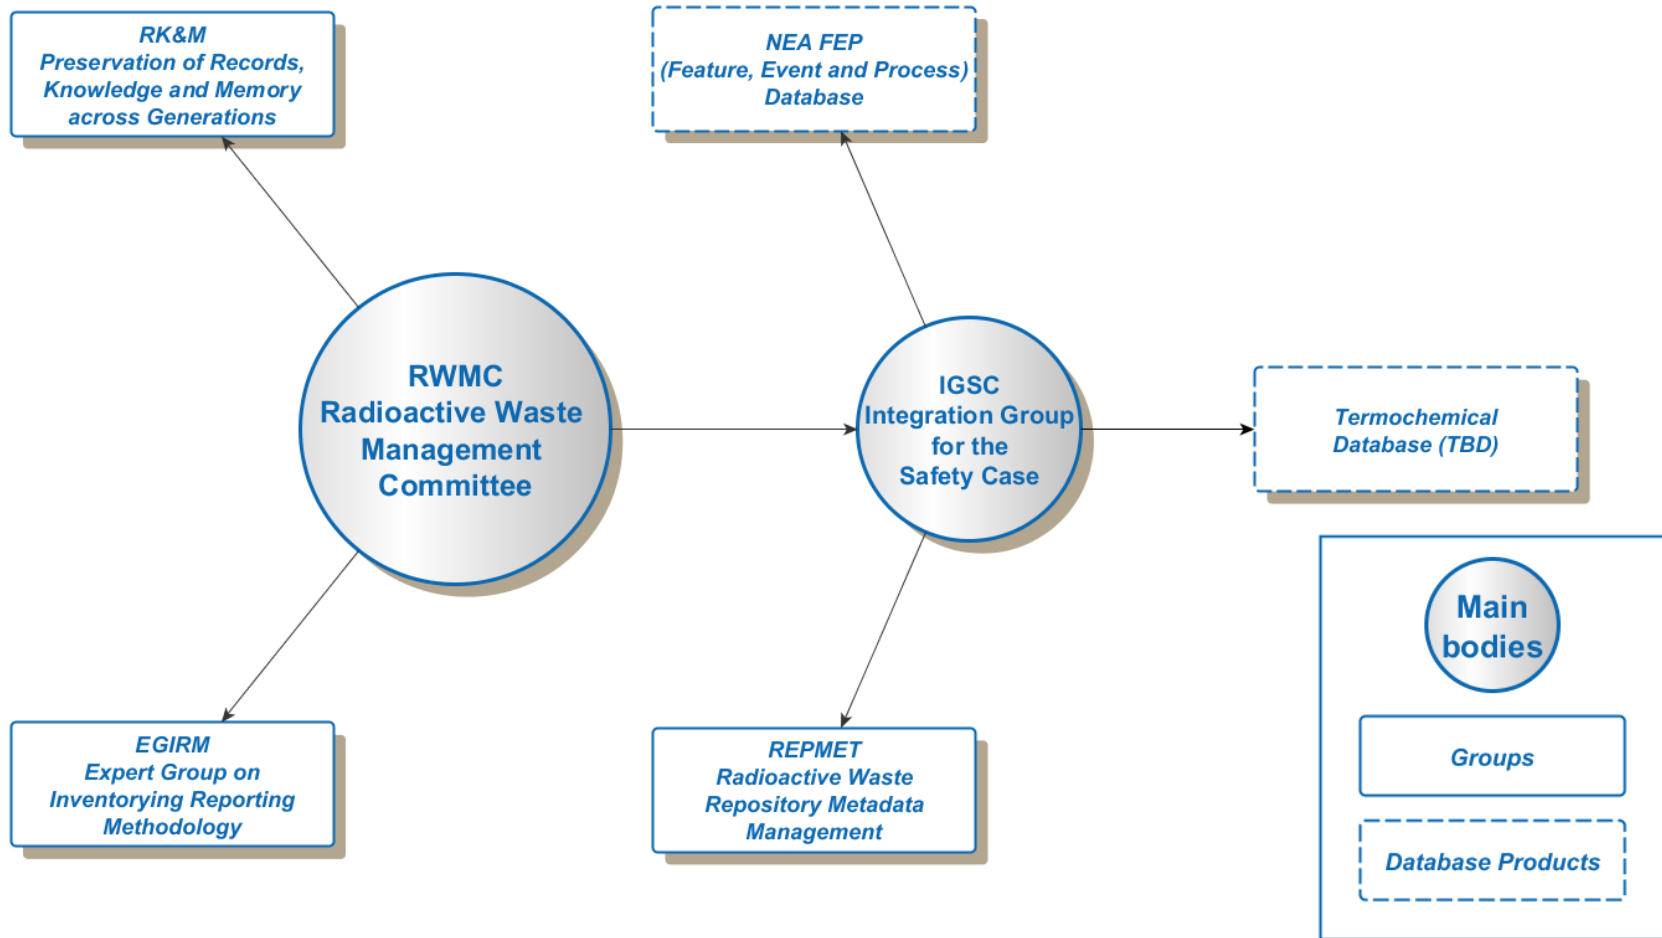 RK&M
Preservation of Records,
Knowledge and Memory
across Generations
NEA FEP
(Feature, Event and Process)
Database
RWMC
Radioactive Waste
Management
Committee
IGSC
Integration Group
for the
Safety Case
Termochemical
Database (TBD)
EGIRM
Expert Group on
Inventorying Reporting
Methodology
REPMET
Radioactive Waste
Repository Metadata
Management
Main
bodies
Groups
Database Products